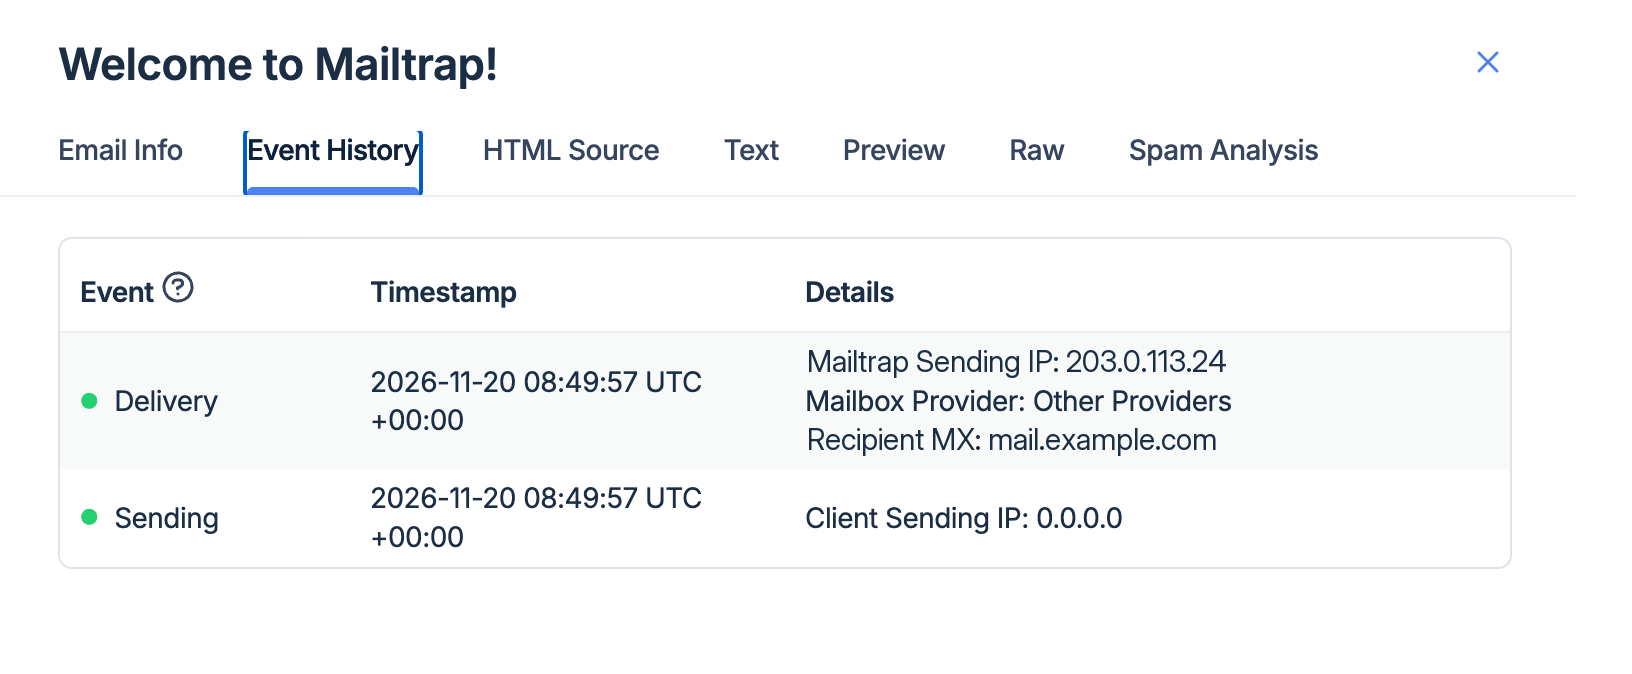 Welcome to Mailtrap!
Email Info Event History HTML Source Text Preview Raw Spam Analysis
Event ? Timestamp Details
Delivery
2026-11-20 08:49:57 UTC
+00:00
Mailtrap Sending IP: 203.0.113.24
Mailbox Provider: Other Providers
Recipient MX: mail.example.com
Sending
2026-11-20 08:49:57 UTC
+00:00
Client Sending IP: 0.0.0.0